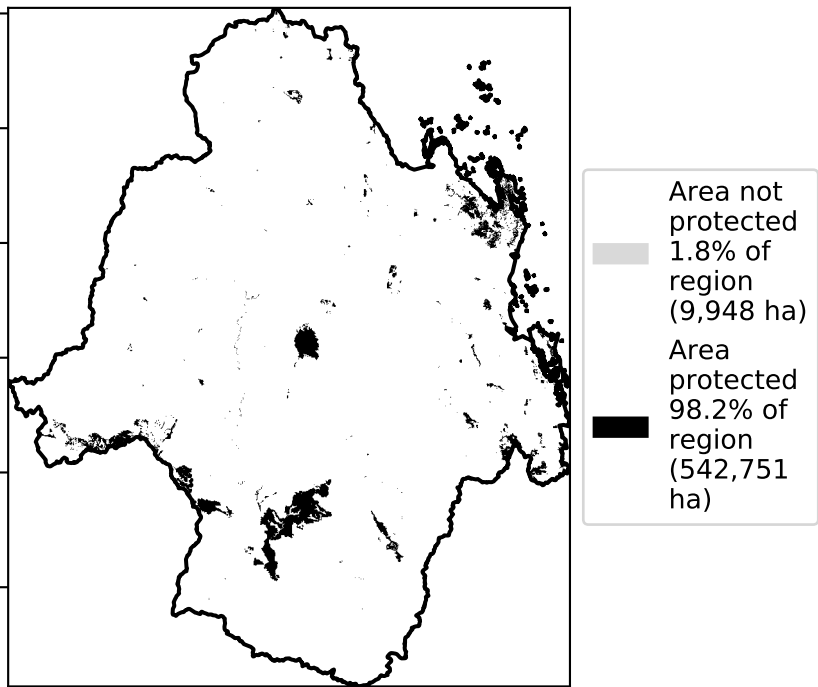 Area not
protected
1.8% of
region
(9,948 ha)
Area
protected
98.2% of
region
(542,751
ha)